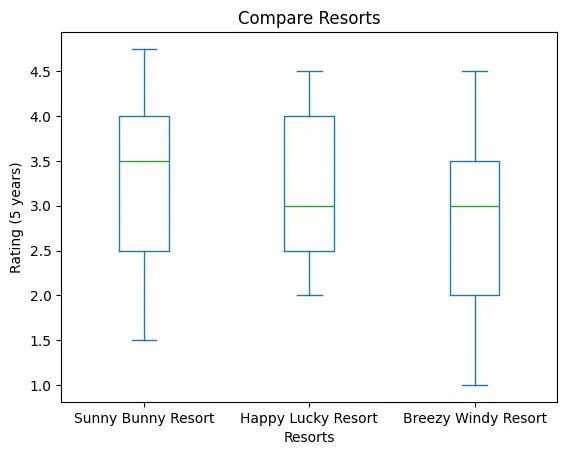 Compare Resorts
Rating (5 years)
4.5
4.0
3.5
3.0
2.5
2.0
1.5
1.0
Sunny Bunny Resort Happy Lucky Resort Breezy Windy Resort
Resorts